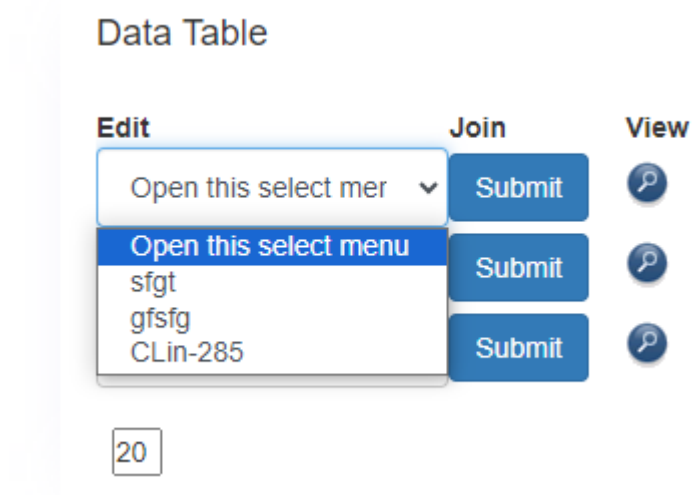 Data Table
Edit Join View
Open this select mer Submit
Open this select menu
sfgt
gfsfg
CLin-285
Submit
Submit
20